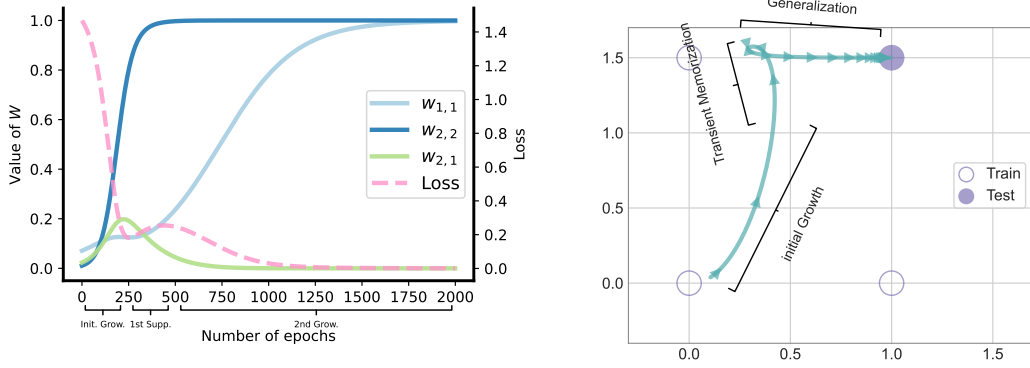 Value of W
1.0
0.8
0.6
0.4
0.2
0.0
0 250 500 750 1000 1250 1500 1750 2000
Init. Grow. 1st Supp. 2nd Grow.
Number of epochs
1.4
1.2
1.0
0.8
0.6
0.4
0.2
0.0
Loss
w1,1
w2,2
w2,1
Loss
Generalization
Transient Memorization
initial Growth
1.5
1.0
0.5
0.0
0.0 0.5 1.0 1.5
Train
Test